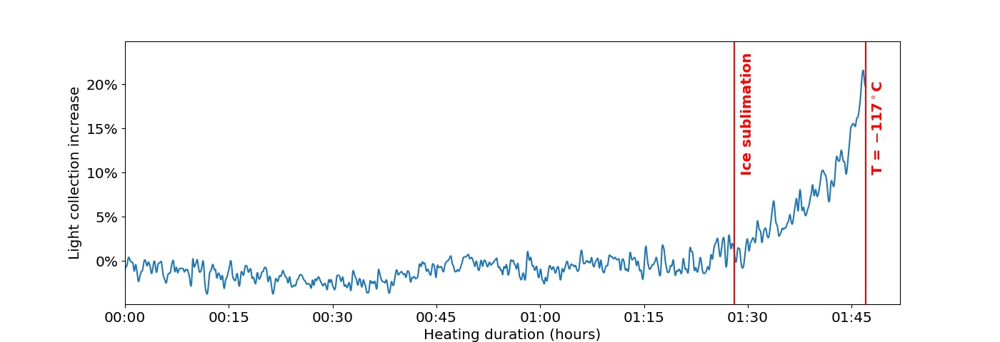 Light collection increase
20%
15%
10%
5%
0%
Ice sublimation
T = −117°C
00:00 00:15 00:30 00:45 01:00 01:15 01:30 01:45
Heating duration (hours)